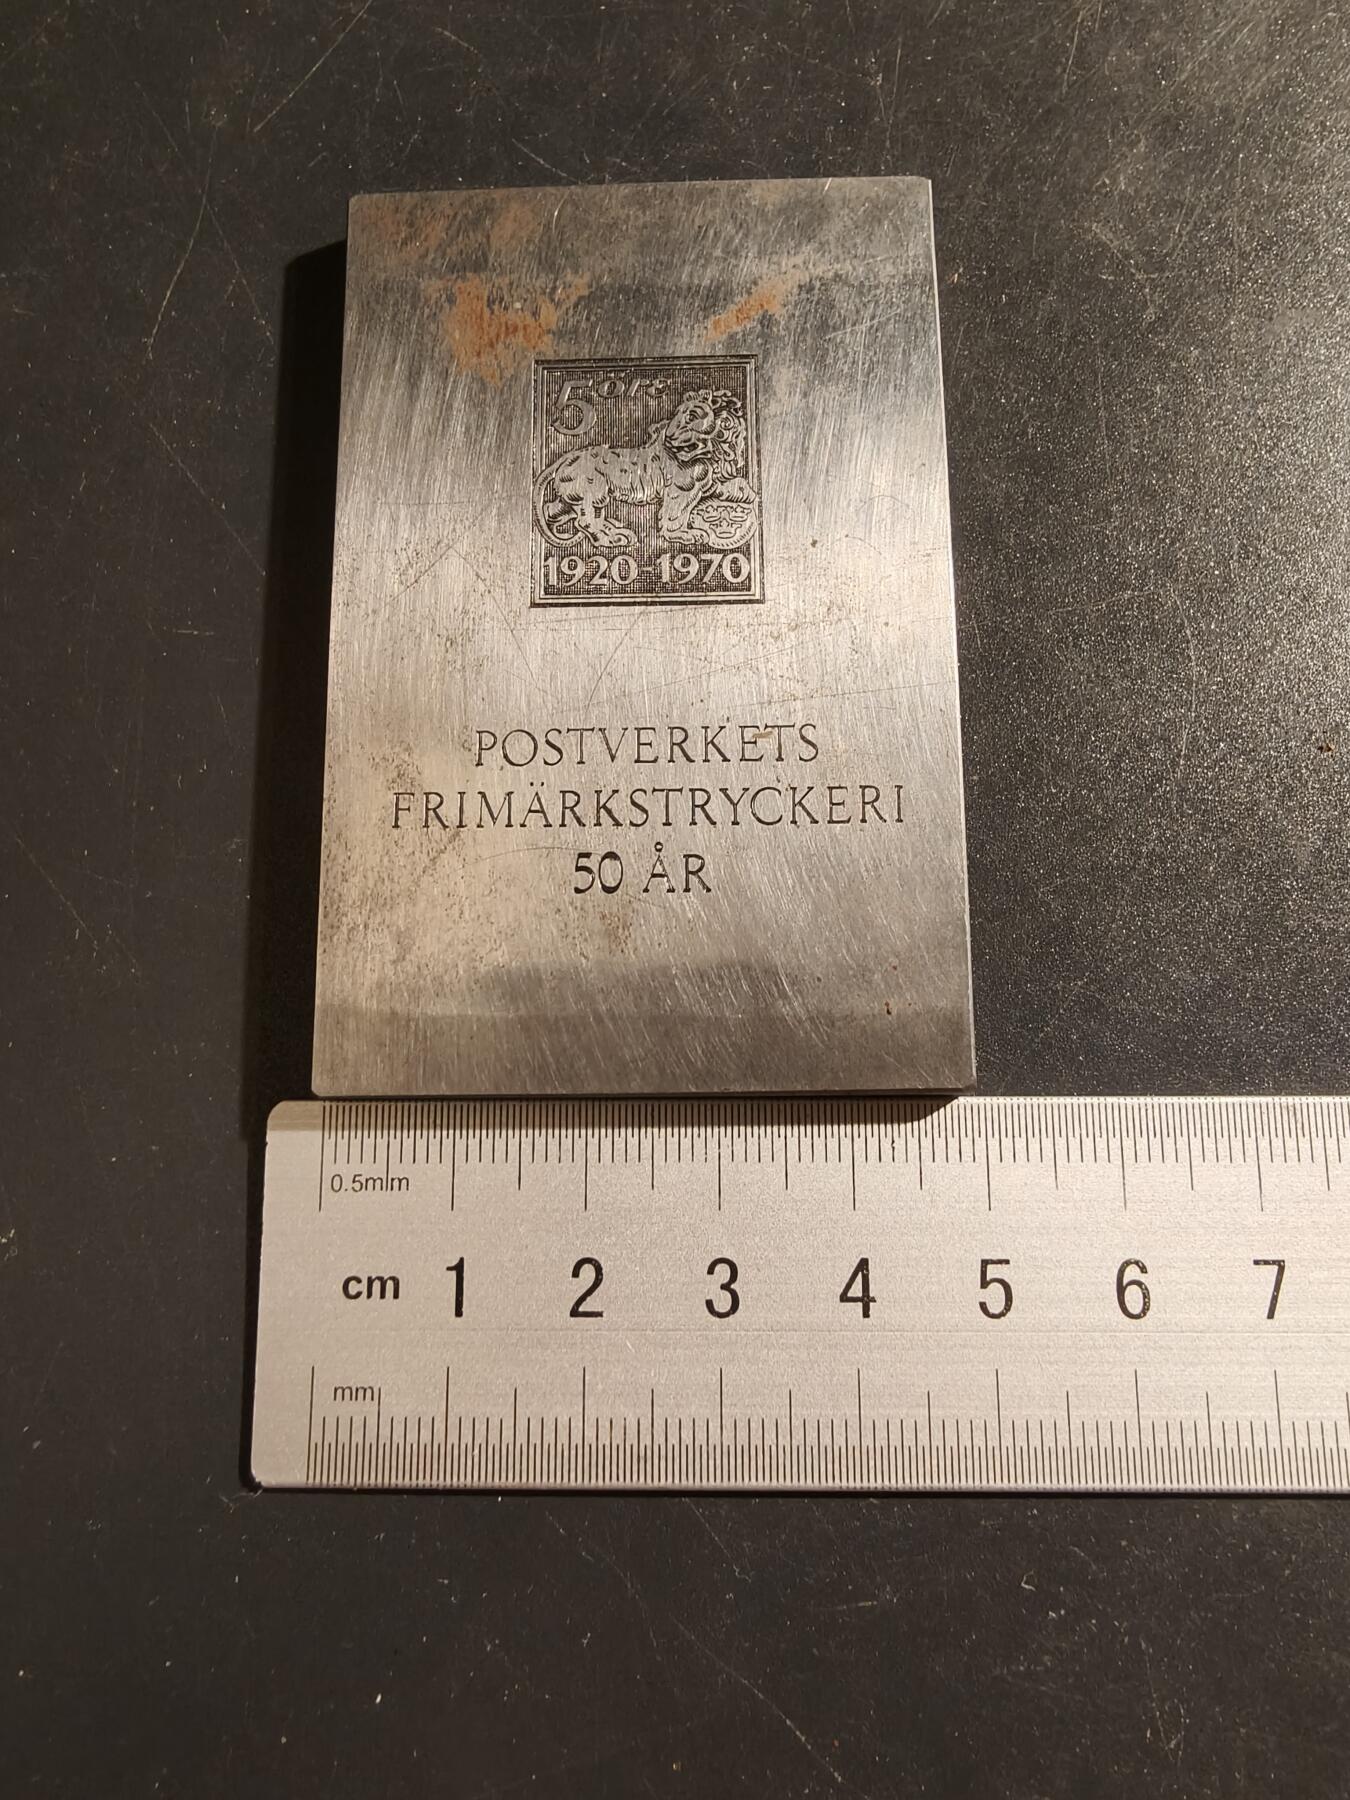 5 öre
1920-1970
POSTVERKETS
FRIMÄRKSTRYCKERI
50 ÅR
0.5mm
cm 1 2 3 4 5 6 7
mm